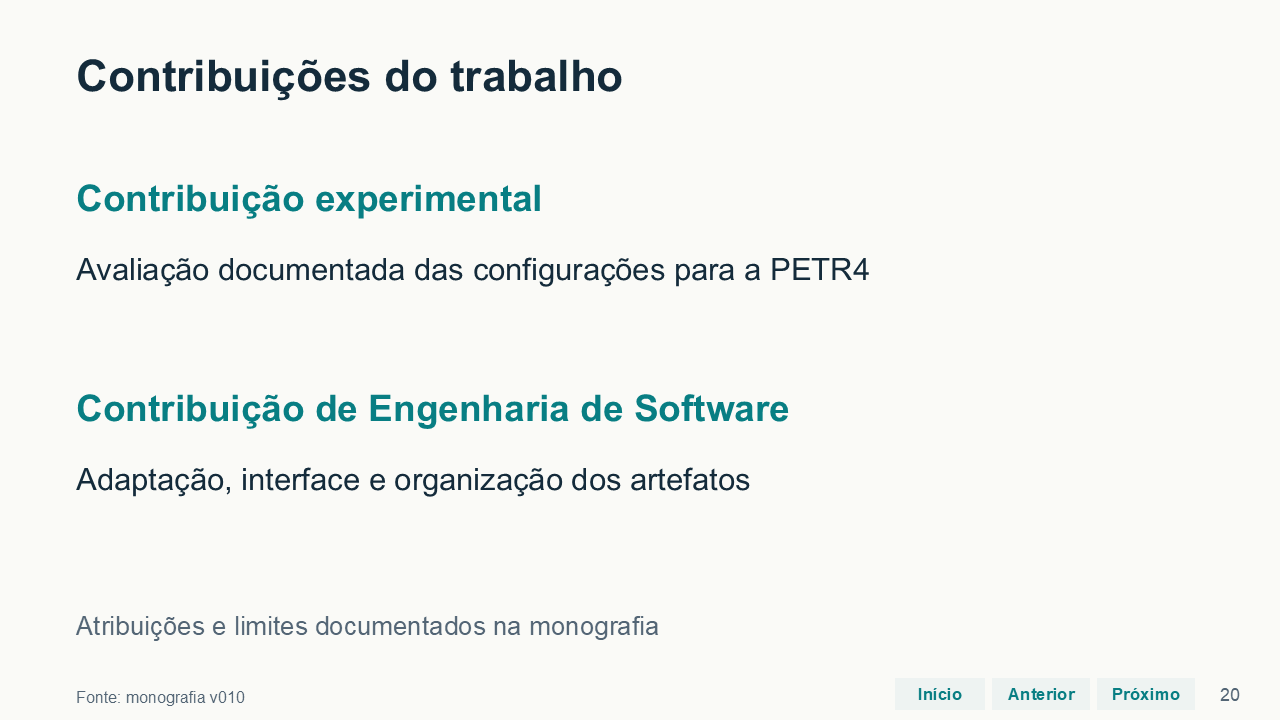 Contribuições do trabalho
Contribuição experimental
Avaliação documentada das configurações para a PETR4
Contribuição de Engenharia de Software
Adaptação, interface e organização dos artefatos
Atribuições e limites documentados na monografia
Fonte: monografia v010
Início
Anterior
Próximo
20